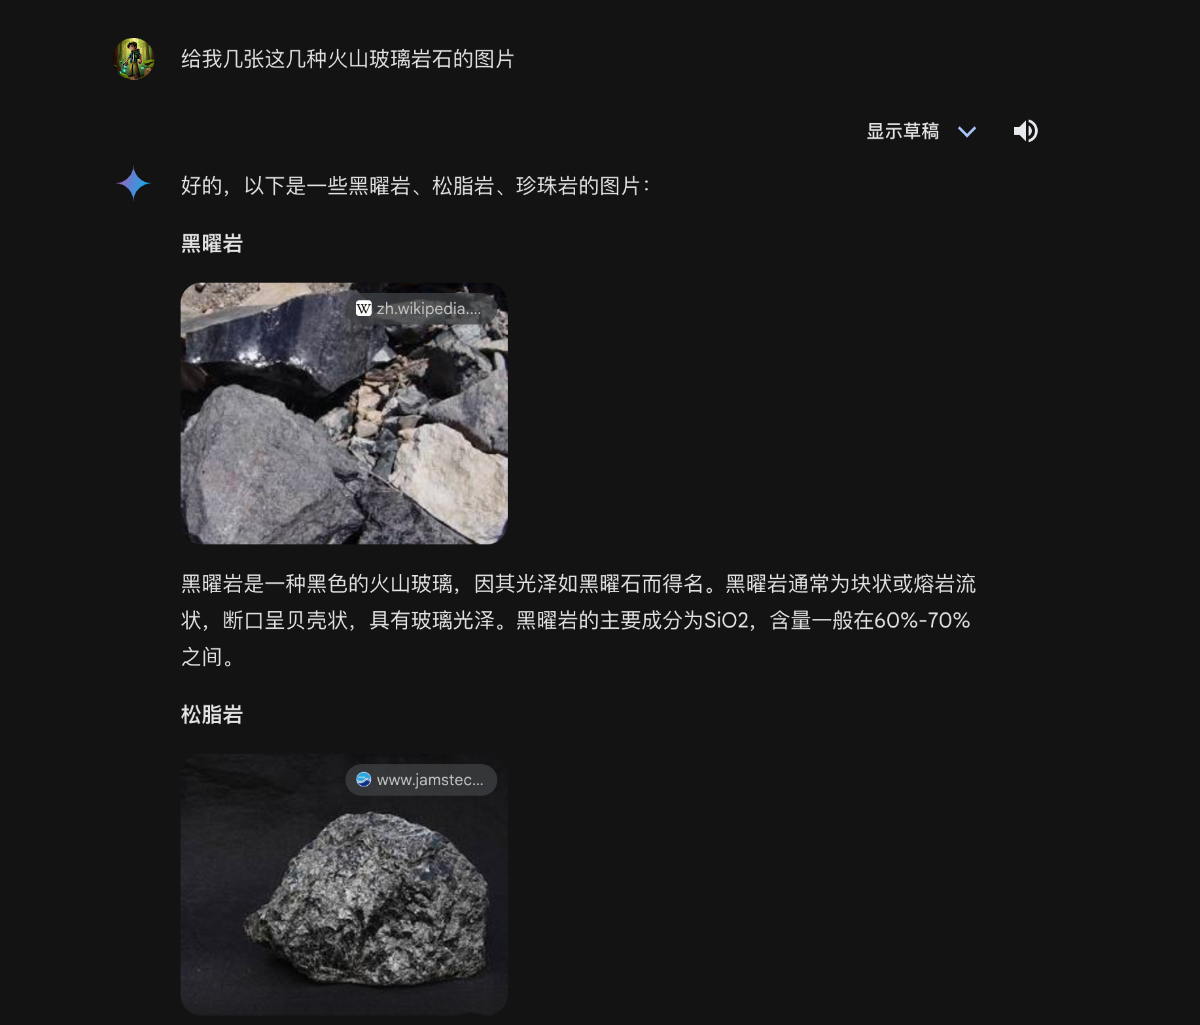 给我几张这几种火山玻璃岩石的图片
显示草稿
好的，以下是一些黑曜岩、松脂岩、珍珠岩的图片：
黑曜岩
W zh.wikipedia....
黑曜岩是一种黑色的火山玻璃，因其光泽如黑曜石而得名。黑曜岩通常为块状或熔岩流
状，断口呈贝壳状，具有玻璃光泽。黑曜岩的主要成分为SiO2，含量一般在60%-70%
之间。
松脂岩
www.jamstec...